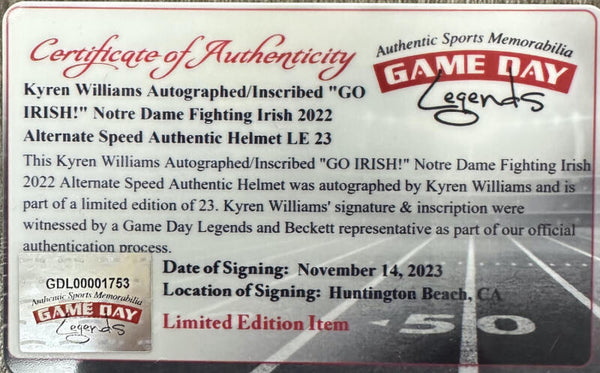 Certificate of Authenticity
Authentic Sports Memorabilia
GAME DAY
Legends
Kyren Williams Autographed/Inscribed "GO
IRISH!" Notre Dame Fighting Irish 2022
Alternate Speed Authentic Helmet LE 23
This Kyren Williams Autographed/Inscribed "GO IRISH!" Notre Dame Fighting Irish
2022 Alternate Speed Authentic Helmet was autographed by Kyren Williams and is
part of a limited edition of 23. Kyren Williams' signature & inscription were
witnessed by a Game Day Legends and Beckett representative as part of our official
authentication process.
GDL00001753
Authentic Sports Memorabilia
GAME DAY
Legends
Date of Signing: November 14, 2023
Location of Signing: Huntington Beach, CA
Limited Edition Item
50